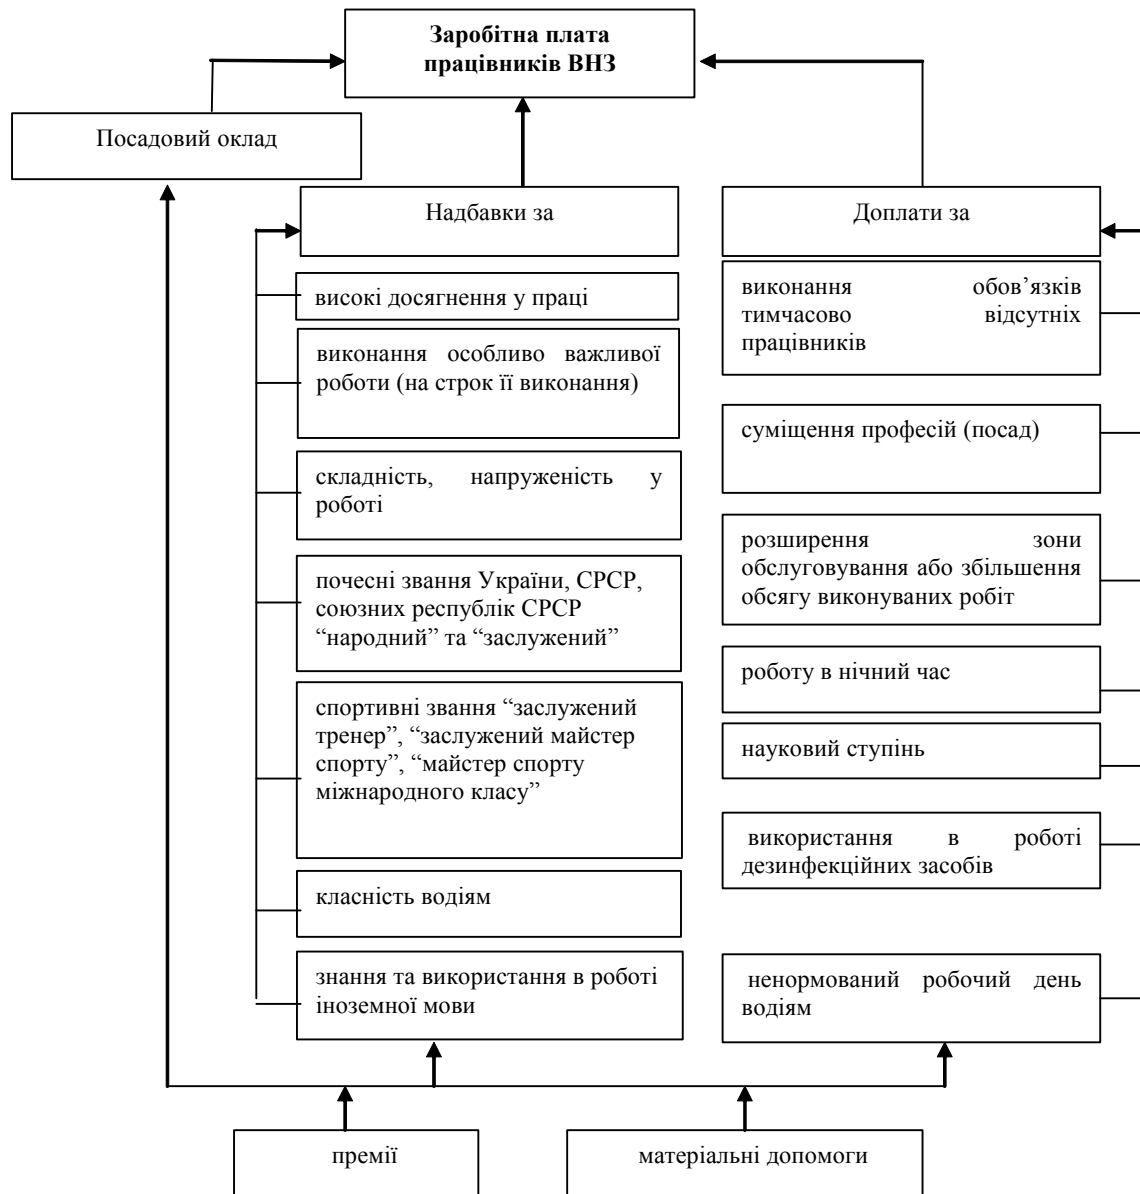 Заробітна плата
працівників ВНЗ
Посадовий оклад
Надбавки за
високі досягнення у праці
виконання особливо важливої
роботи (на строк її виконання)
складність, напруженість у
роботі
почесні звання України, СРСР,
союзних республік СРСР
“народний” та “заслужений”
спортивні звання “заслужений
тренер”, “заслужений майстер
спорту”, “майстер спорту
міжнародного класу”
класність водіям
знання та використання в роботі
іноземної мови
Доплати за
виконання обов’язків
тимчасово відсутніх
працівників
суміщення професій (посад)
розширення зони
обслуговування або збільшення
обсягу виконуваних робіт
роботу в нічний час
науковий ступінь
використання в роботі
дезинфекційних засобів
ненормований робочий день
водіям
премії
матеріальні допомоги